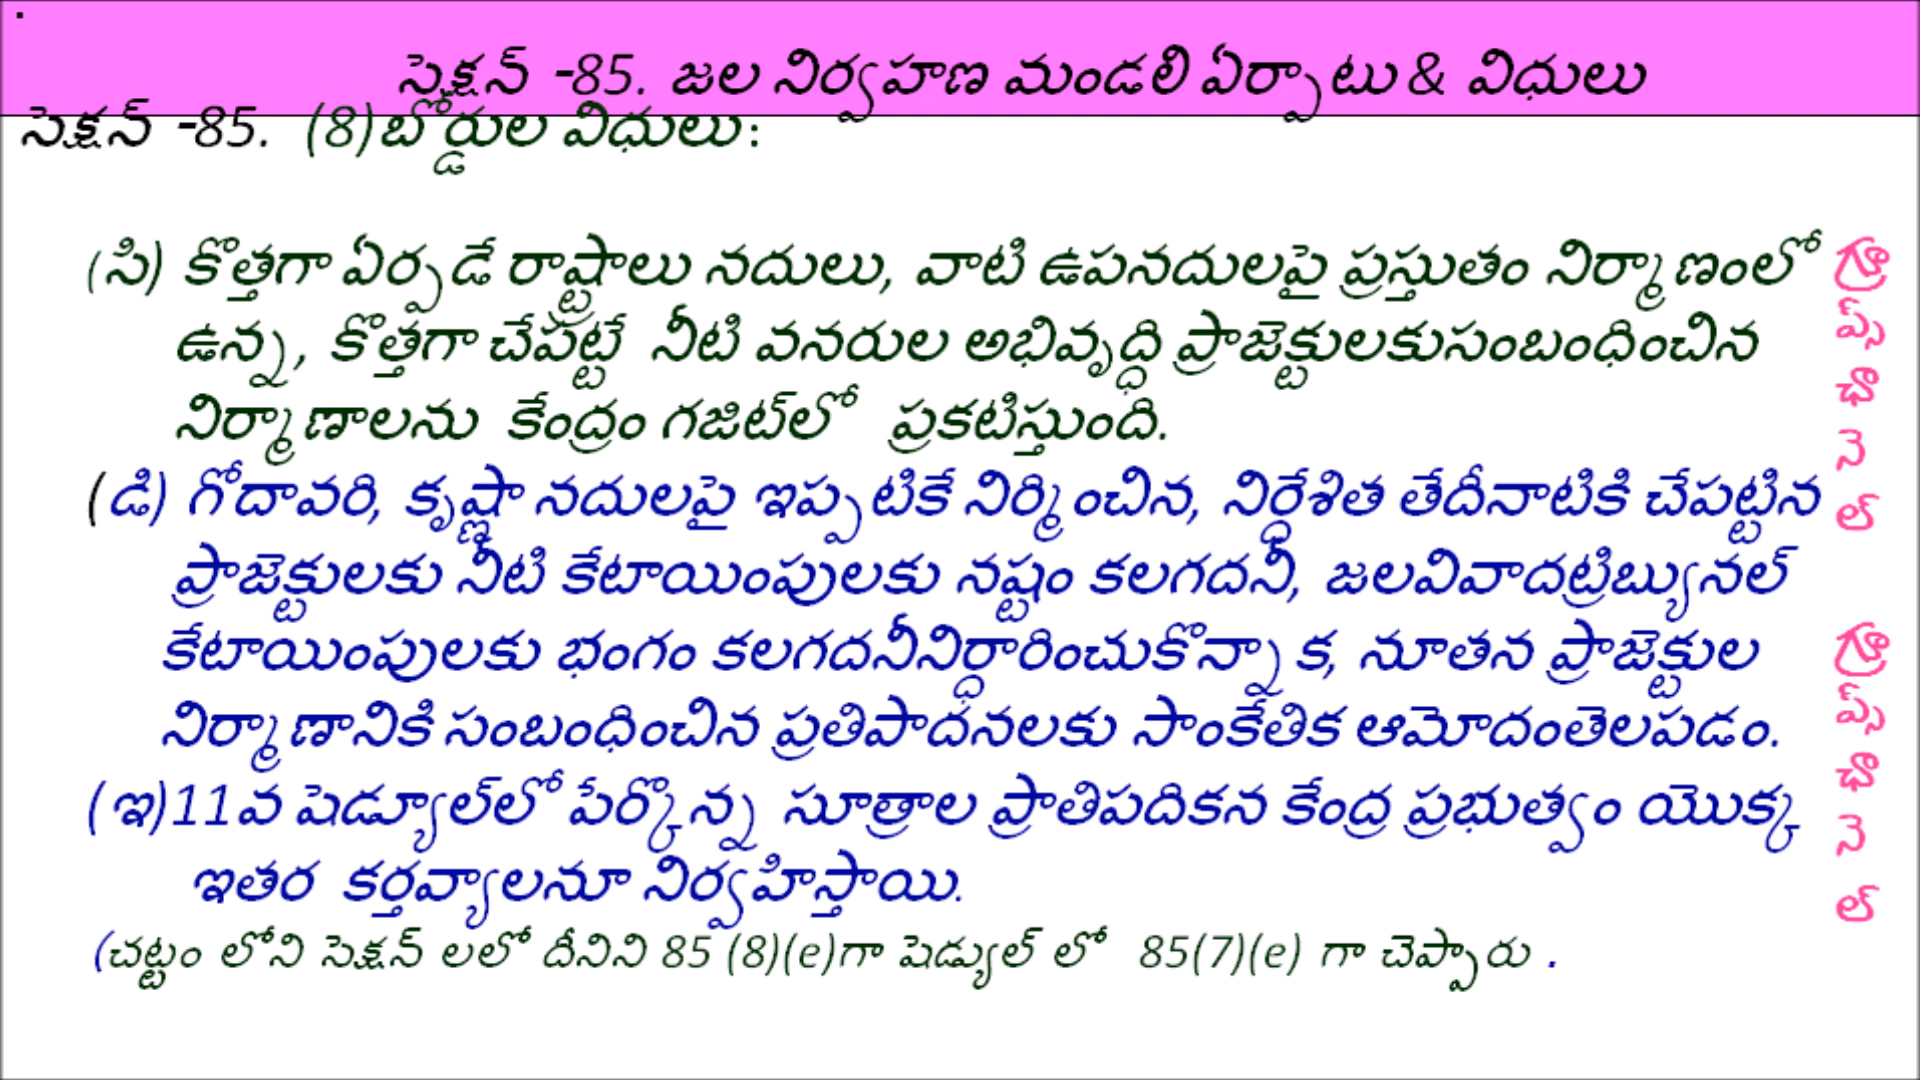 సెక్షన్ -85. జల నిర్వహణ మండలి ఏర్పాటు & విధులు
సెక్షన్ -85. (8)బోర్డుల విధులు:
(సి) కొత్తగా ఏర్పడే రాష్ట్రాలు నదులు, వాటి ఉపనదులపై ప్రస్తుతం నిర్మాణంలో
ఉన్న, కొత్తగా చేపట్టే నీటి వనరుల అభివృద్ధి ప్రాజెక్టులకుసంబంధించిన
నిర్మాణాలను కేంద్రం గజిట్‌లో ప్రకటిస్తుంది.
(డి) గోదావరి, కృష్ణా నదులపై ఇప్పటికే నిర్మించిన, నిర్ధేశిత తేదీనాటికి చేపట్టిన
ప్రాజెక్టులకు నీటి కేటాయింపులకు నష్టం కలగదనీ, జలవివాదట్రిబ్యునల్
కేటాయింపులకు భంగం కలగదనీనిర్ధారించుకొన్నాక, నూతన ప్రాజెక్టుల
నిర్మాణానికి సంబంధించిన ప్రతిపాదనలకు సాంకేతిక ఆమోదంతెలపడం.
(ఇ)11వ షెడ్యూల్‌లో పేర్కొన్న సూత్రాల ప్రాతిపదికన కేంద్ర ప్రభుత్వం యొక్క
ఇతర కర్తవ్యాలనూ నిర్వహిస్తాయి.
(చట్టం లోని సెక్షన్ లలో దీనిని 85 (8)(e)గా షెడ్యుల్ లో 85(7)(e) గా చెప్పారు .
గ్రూప్స్ ఛానెల్
గ్రూప్స్ ఛానెల్